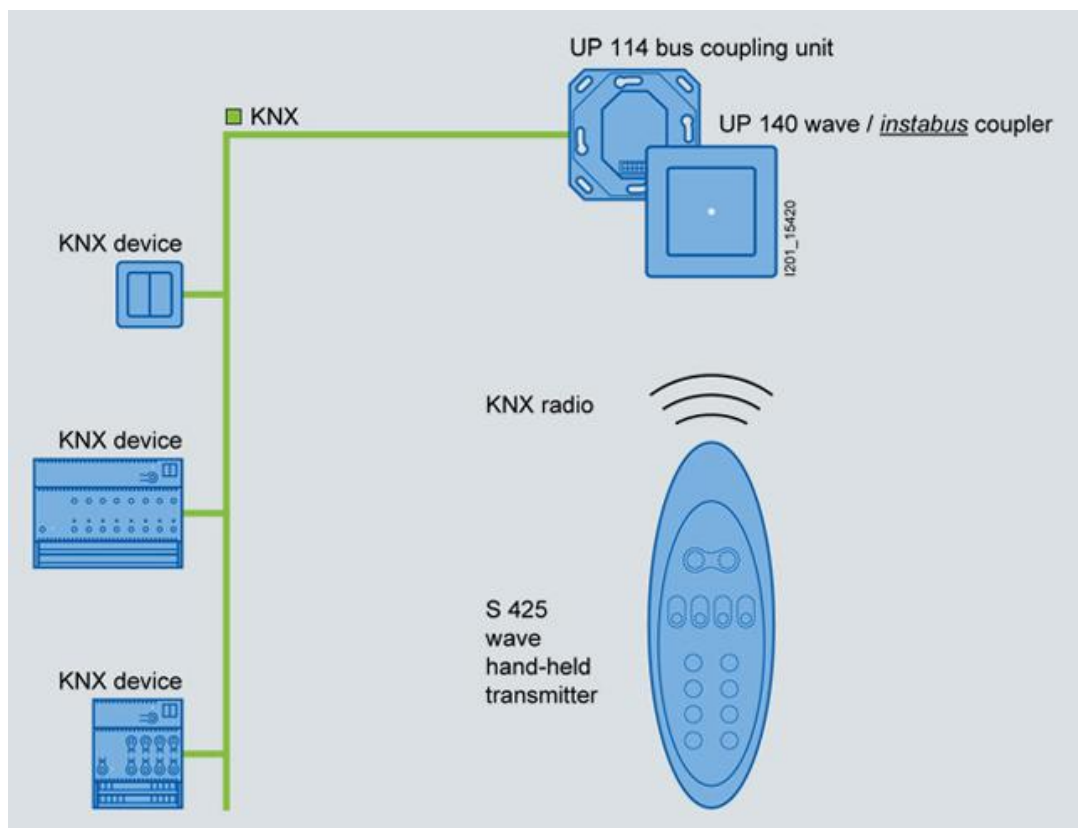 UP 114 bus coupling unit
KNX
UP 140 wave / instabus coupler
I201_15420
KNX device
KNX radio
KNX device
S 425
wave
hand-held
transmitter
KNX device